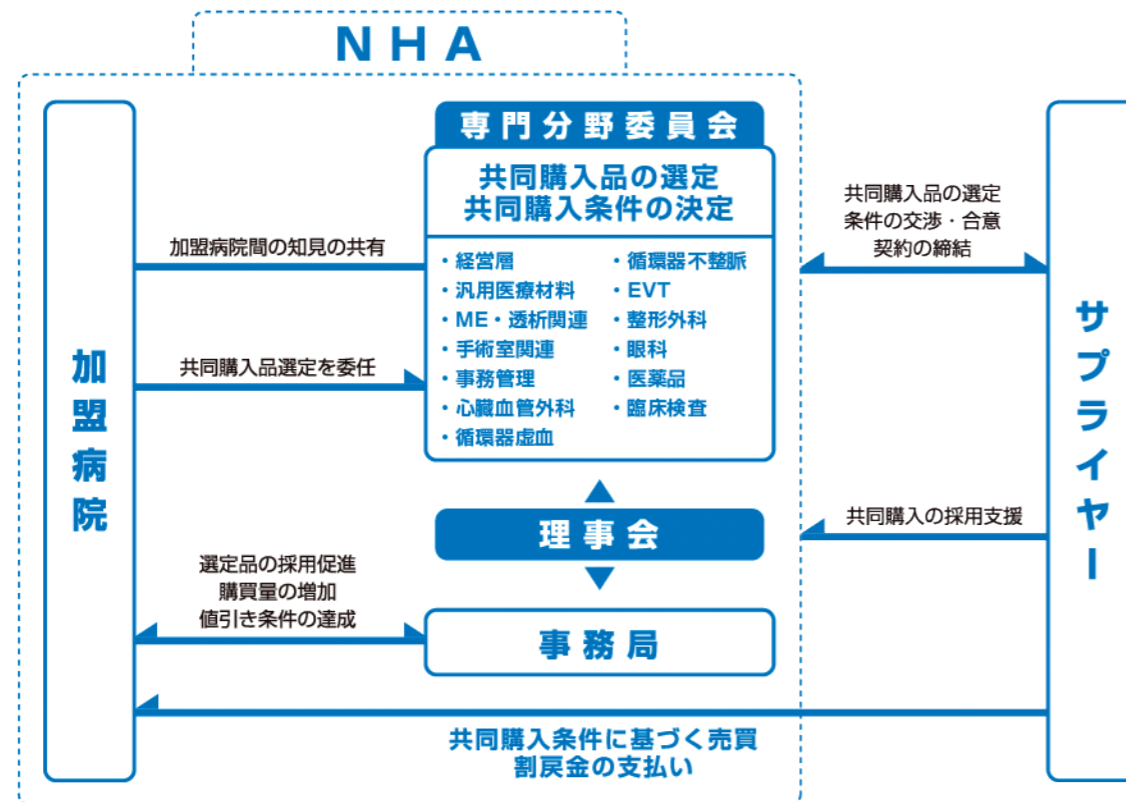 NHA
加盟病院
専門分野委員会
共同購入品の選定
共同購入条件の決定
・経営層
・汎用医療材料
・ME・透析関連
・手術室関連
・事務管理
・心臓血管外科
・循環器虚血
・循環器不整脈
・EVT
・整形外科
・眼科
・医薬品
・臨床検査
加盟病院間の知見の共有
共同購入品選定を委任
理事会
選定品の採用促進
購買量の増加
値引き条件の達成
事務局
共同購入品の選定
条件の交渉・合意
契約の締結
共同購入の採用支援
サプライヤー
共同購入条件に基づく売買
割戻金の支払い